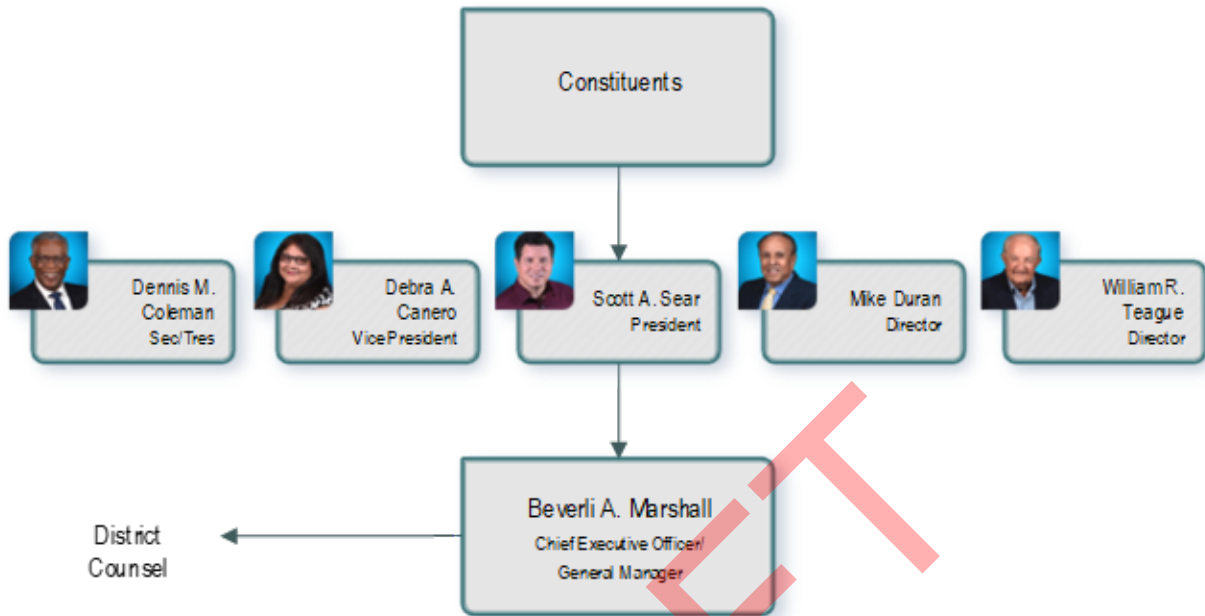 Constituents
Dennis M.
Coleman
Sec/Tres
Debra A.
Canero
Vice President
Scott A. Sear
President
Mike Duran
Director
William R.
Teague
Director
Beverli A. Marshall
Chief Executive Officer/
General Manager
District
Counsel